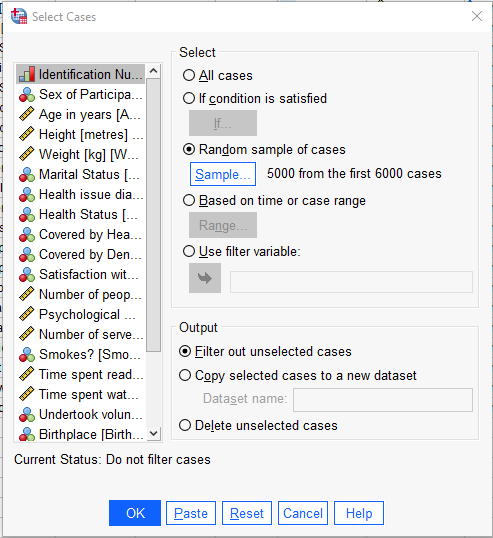 Select Cases
Identification Nu...
Sex of Participa...
Age in years [A...
Height [metres] ...
Weight [kg] [W...
Marital Status [...
Health issue dia...
Health Status [...
Covered by Hea...
Covered by Den...
Satisfaction wit...
Number of peop...
Psychological ...
Number of serve...
Smokes? [Smo...
Time spent read...
Time spent wat...
Undertook volun...
Birthplace [Birth...
Select
All cases
If condition is satisfied
If...
Random sample of cases
Sample... 5000 from the first 6000 cases
Based on time or case range
Range...
Use filter variable:
Output
Filter out unselected cases
Copy selected cases to a new dataset
Dataset name:
Delete unselected cases
Current Status: Do not filter cases
OK Paste Reset Cancel Help